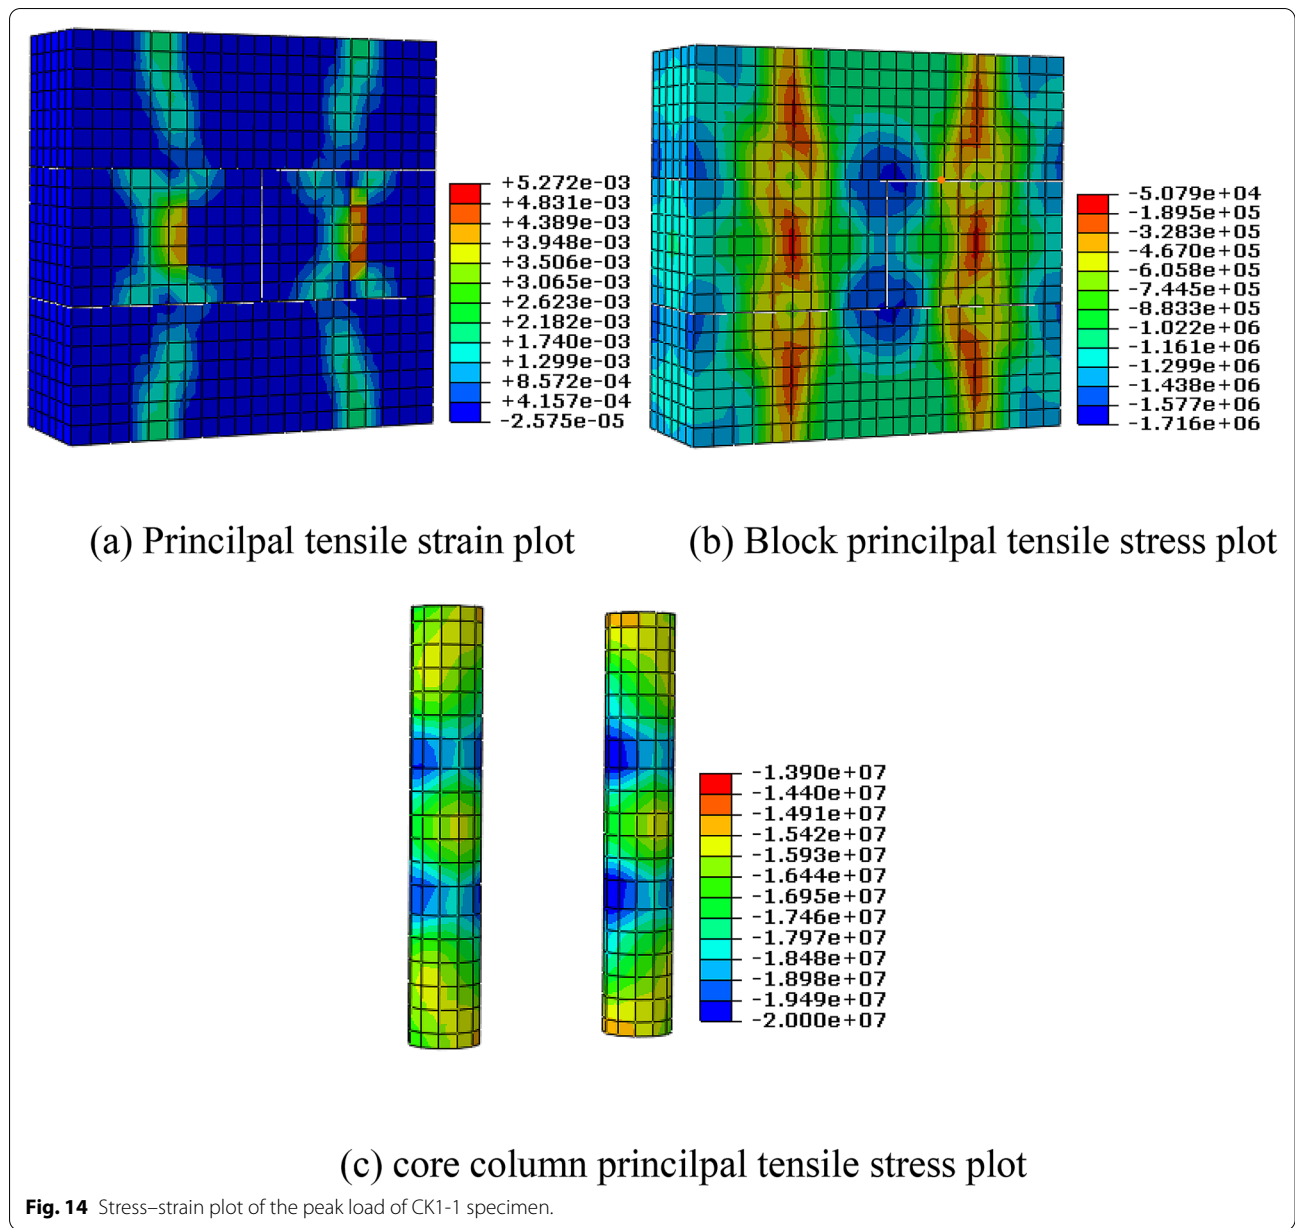 +5.272e-03
+4.831e-03
+4.389e-03
+3.948e-03
+3.506e-03
+3.065e-03
+2.623e-03
+2.182e-03
+1.740e-03
+1.299e-03
+8.572e-04
+4.157e-04
-2.575e-05
-5.079e+04
-1.895e+05
-3.283e+05
-4.670e+05
-6.058e+05
-7.445e+05
-8.833e+05
-1.022e+06
-1.161e+06
-1.299e+06
-1.438e+06
-1.577e+06
-1.716e+06
(a) Princilpal tensile strain plot
(b) Block princilpal tensile stress plot
-1.390e+07
-1.440e+07
-1.491e+07
-1.542e+07
-1.593e+07
-1.644e+07
-1.695e+07
-1.746e+07
-1.797e+07
-1.848e+07
-1.898e+07
-1.949e+07
-2.000e+07
(c) core column princilpal tensile stress plot
Fig. 14 Stress–strain plot of the peak load of CK1-1 specimen.